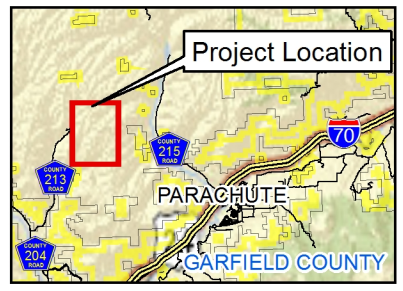 Project Location
70
COUNTY
215
ROAD
COUNTY
213
ROAD
PARACHUTE
COUNTY
204
ROAD
GARFIELD COUNTY